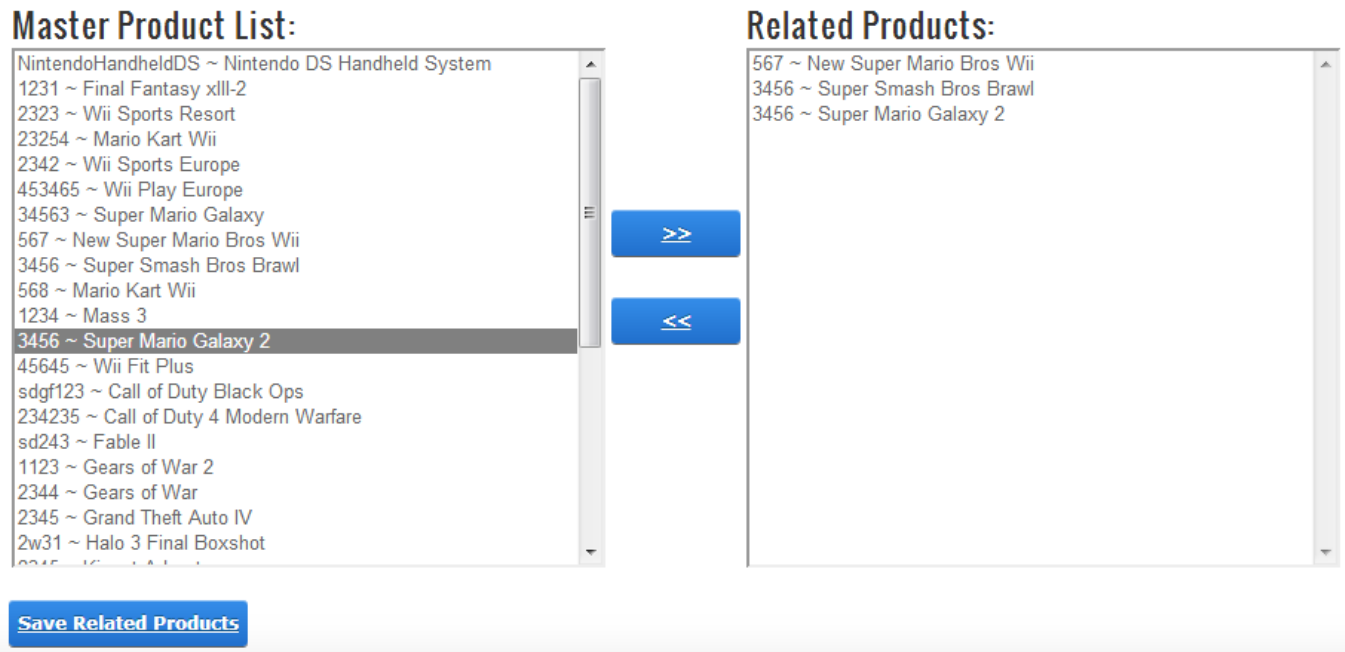 Master Product List:
NintendoHandheldDS ~ Nintendo DS Handheld System
1231 ~ Final Fantasy xIII-2
2323 ~ Wii Sports Resort
23254 ~ Mario Kart Wii
2342 ~ Wii Sports Europe
453465 ~ Wii Play Europe
34563 ~ Super Mario Galaxy
567 ~ New Super Mario Bros Wii
3456 ~ Super Smash Bros Brawl
568 ~ Mario Kart Wii
1234 ~ Mass 3
3456 ~ Super Mario Galaxy 2
45645 ~ Wii Fit Plus
sdgf123 ~ Call of Duty Black Ops
234235 ~ Call of Duty 4 Modern Warfare
sd243 ~ Fable II
1123 ~ Gears of War 2
2344 ~ Gears of War
2345 ~ Grand Theft Auto IV
2w31 ~ Halo 3 Final Boxshot
>>
<<
Related Products:
567 ~ New Super Mario Bros Wii
3456 ~ Super Smash Bros Brawl
3456 ~ Super Mario Galaxy 2
Save Related Products